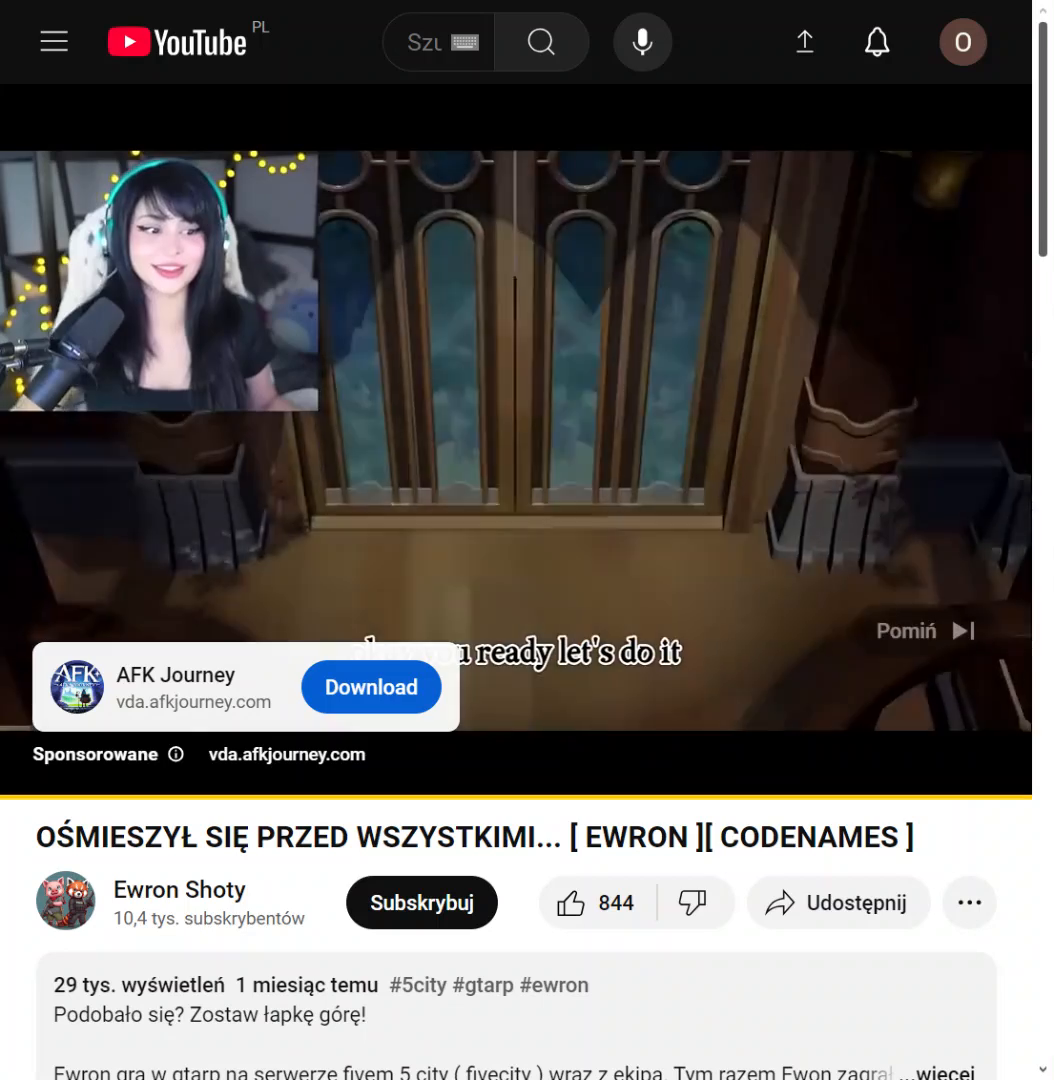 YouTube PL
Szu
O
u ready let's do it
Pomiń
AFK
AFK Journey
vda.afkjourney.com
Download
Sponsorowane
vda.afkjourney.com
OŚMIESZYŁ SIĘ PRZED WSZYSTKIMI... [ EWRON ][ CODENAMES ]
Ewron Shoty
10,4 tys. subskrybentów
Subskrybuj
844
Udostępnij
29 tys. wyświetleń 1 miesiąc temu #5city #gtarp #ewron
Podobało się? Zostaw łapkę górę!
Ewron gra w gtarp na serwerze fivem 5 city ( fivecity ) wraz z ekipą. Tym razem Ewon zagrał ...więcej